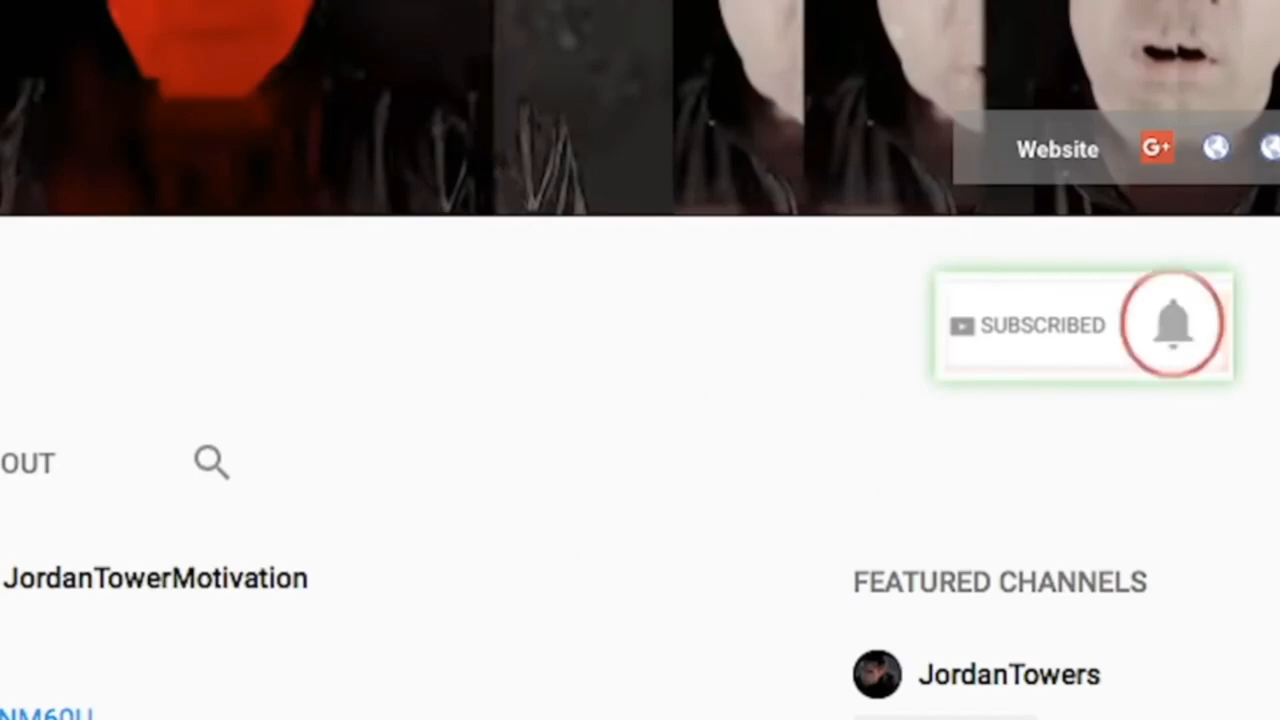 Website G+
SUBSCRIBED
OUT
JordanTowerMotivation
FEATURED CHANNELS
JordanTowers